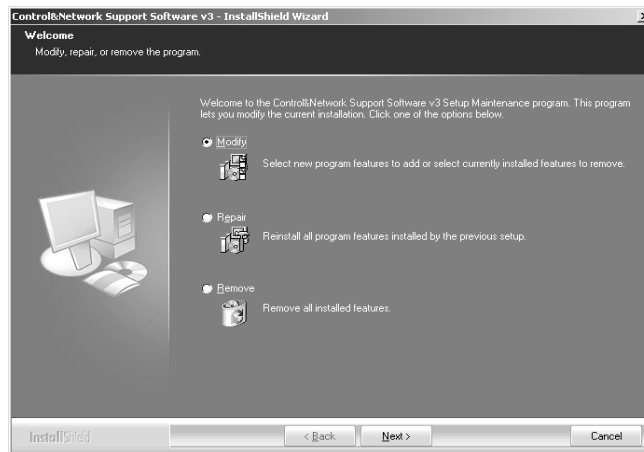 Control&Network Support Software v3 - InstallShield Wizard
Welcome
Modify, repair, or remove the program.
Welcome to the Control&Network Support Software v3 Setup Maintenance program. This program
lets you modify the current installation. Click one of the options below.
Modify
Select new program features to add or select currently installed features to remove.
Repair
Reinstall all program features installed by the previous setup.
Remove
Remove all installed features.
InstallShield
< Back
Next >
Cancel